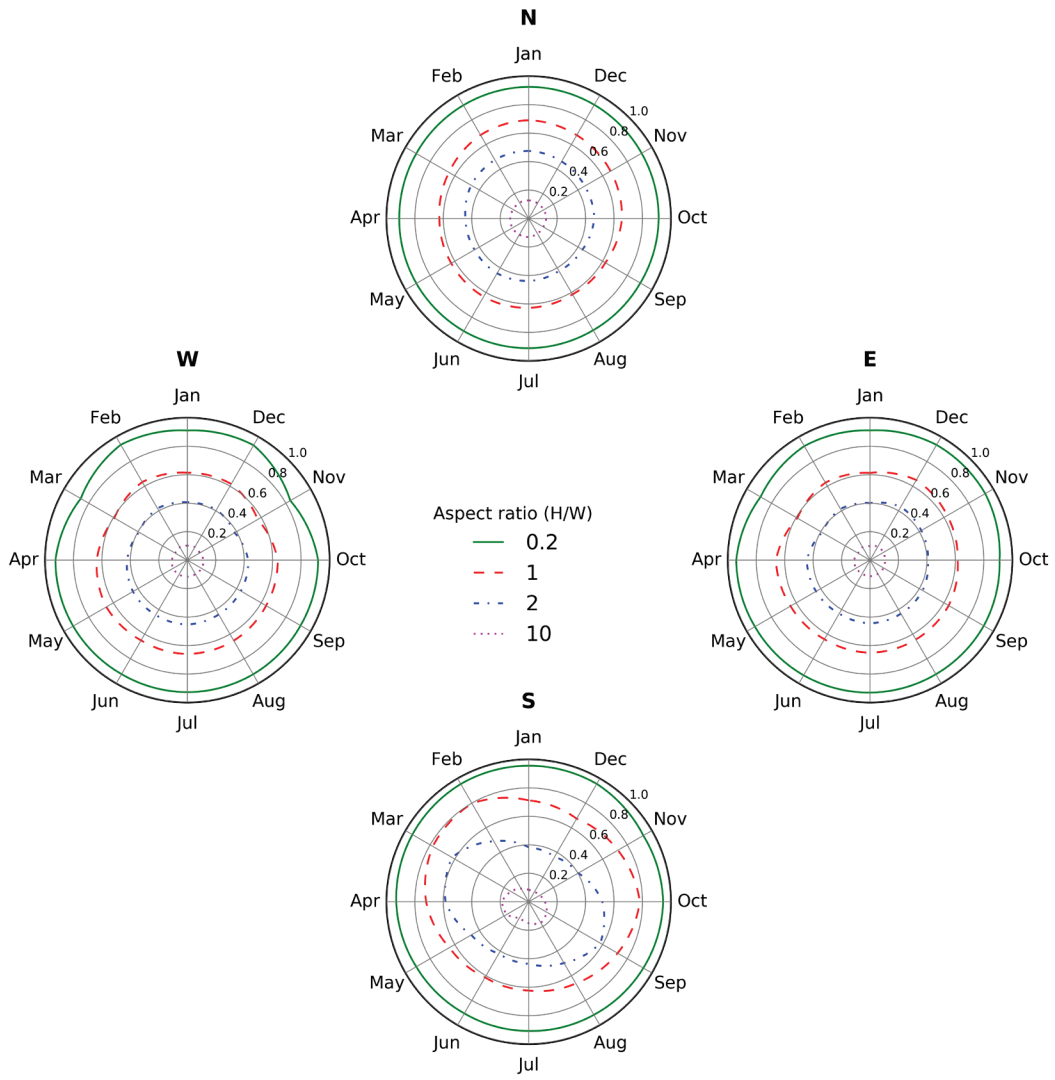 N
Jan
Feb
Dec
1.0
Mar
0.8
Nov
0.6
0.4
0.2
Apr
Oct
May
Sep
Jun
Aug
Jul
W
Jan
Feb
Dec
1.0
Mar
0.8
Nov
0.6
0.4
0.2
Apr
Oct
May
Sep
Jun
Aug
Jul
E
Jan
Feb
Dec
1.0
Mar
0.8
Nov
0.6
0.4
0.2
Apr
Oct
May
Sep
Jun
Aug
Jul
Aspect ratio (H/W)
0.2
1
2
10
S
Jan
Feb
Dec
1.0
Mar
0.8
Nov
0.6
0.4
0.2
Apr
Oct
May
Sep
Jun
Aug
Jul